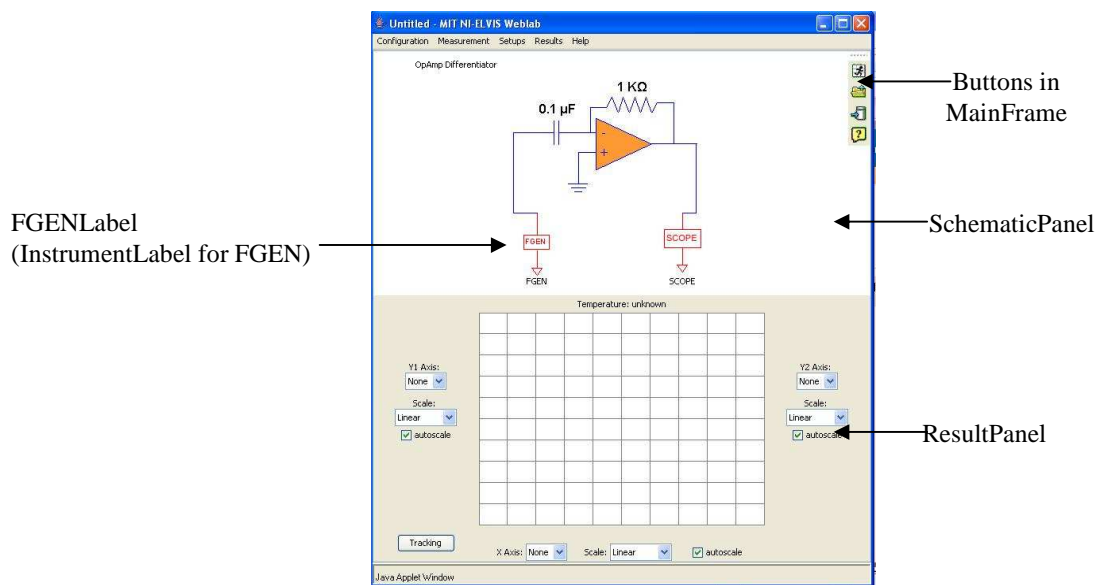 Untitled - MIT NI-ELVIS Weblab
Configuration Measurement Setups Results Help
OpAmp Differentiator
1 KΩ
0.1 µF
-
+
?
Buttons in
MainFrame
FGENLabel
(InstrumentLabel for FGEN)
SchematicPanel
FGEN
SCOPE
FGEN
SCOPE
Temperature: unknown
Y1 Axis:
None
Scale:
Linear
autoscale
Y2 Axis:
None
Scale:
Linear
autoscale
ResultPanel
Tracking
X Axis: None Scale: Linear autoscale
Java Applet Window